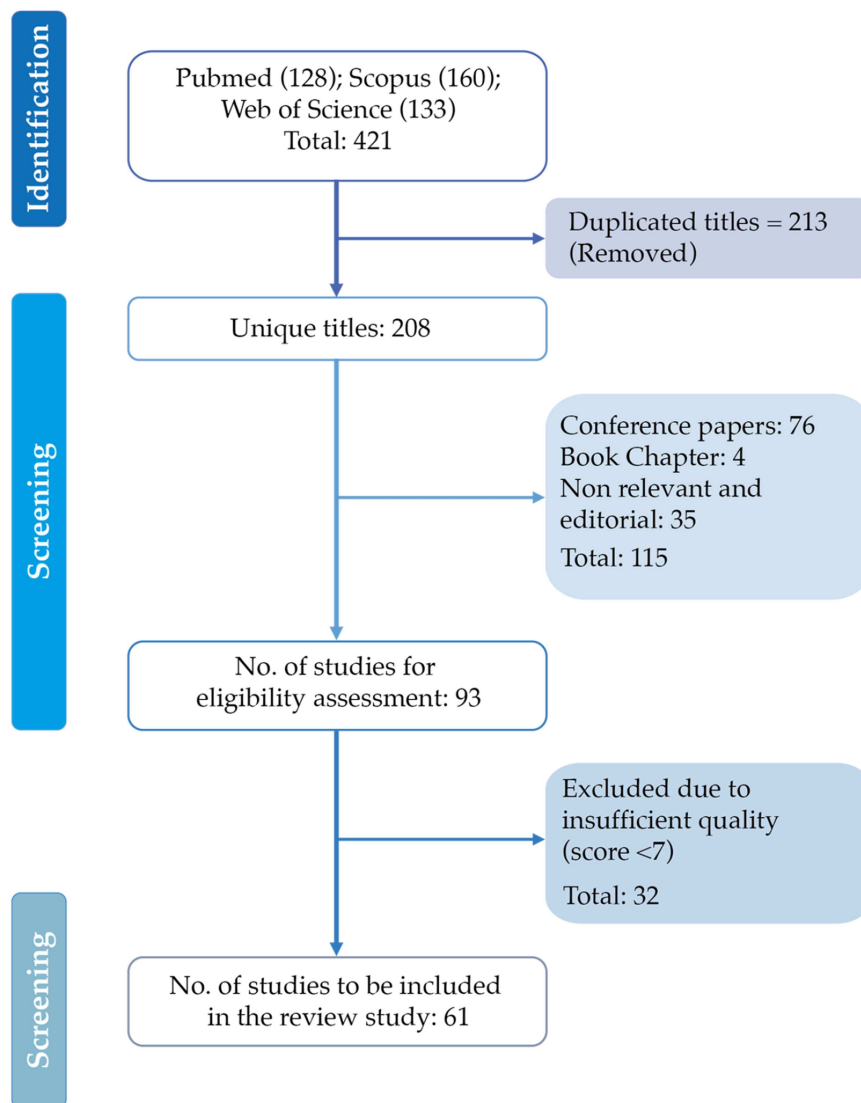 Identification
Pubmed (128); Scopus (160);
Web of Science (133)
Total: 421
Duplicated titles = 213
(Removed)
Screening
Unique titles: 208
Conference papers: 76
Book Chapter: 4
Non relevant and
editorial: 35
Total: 115
No. of studies for
eligibility assessment: 93
Excluded due to
insufficient quality
(score <7)
Total: 32
Screening
No. of studies to be included
in the review study: 61